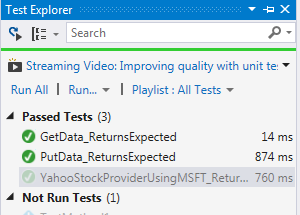 Test Explorer
Search
Streaming Video: Improving quality with unit te
Run All | Run... | Playlist : All Tests
Passed Tests (3)
GetData_ReturnsExpected 14 ms
PutData_ReturnsExpected 874 ms
YahooStockProviderUsingMSFT_Retur... 760 ms
Not Run Tests (1)